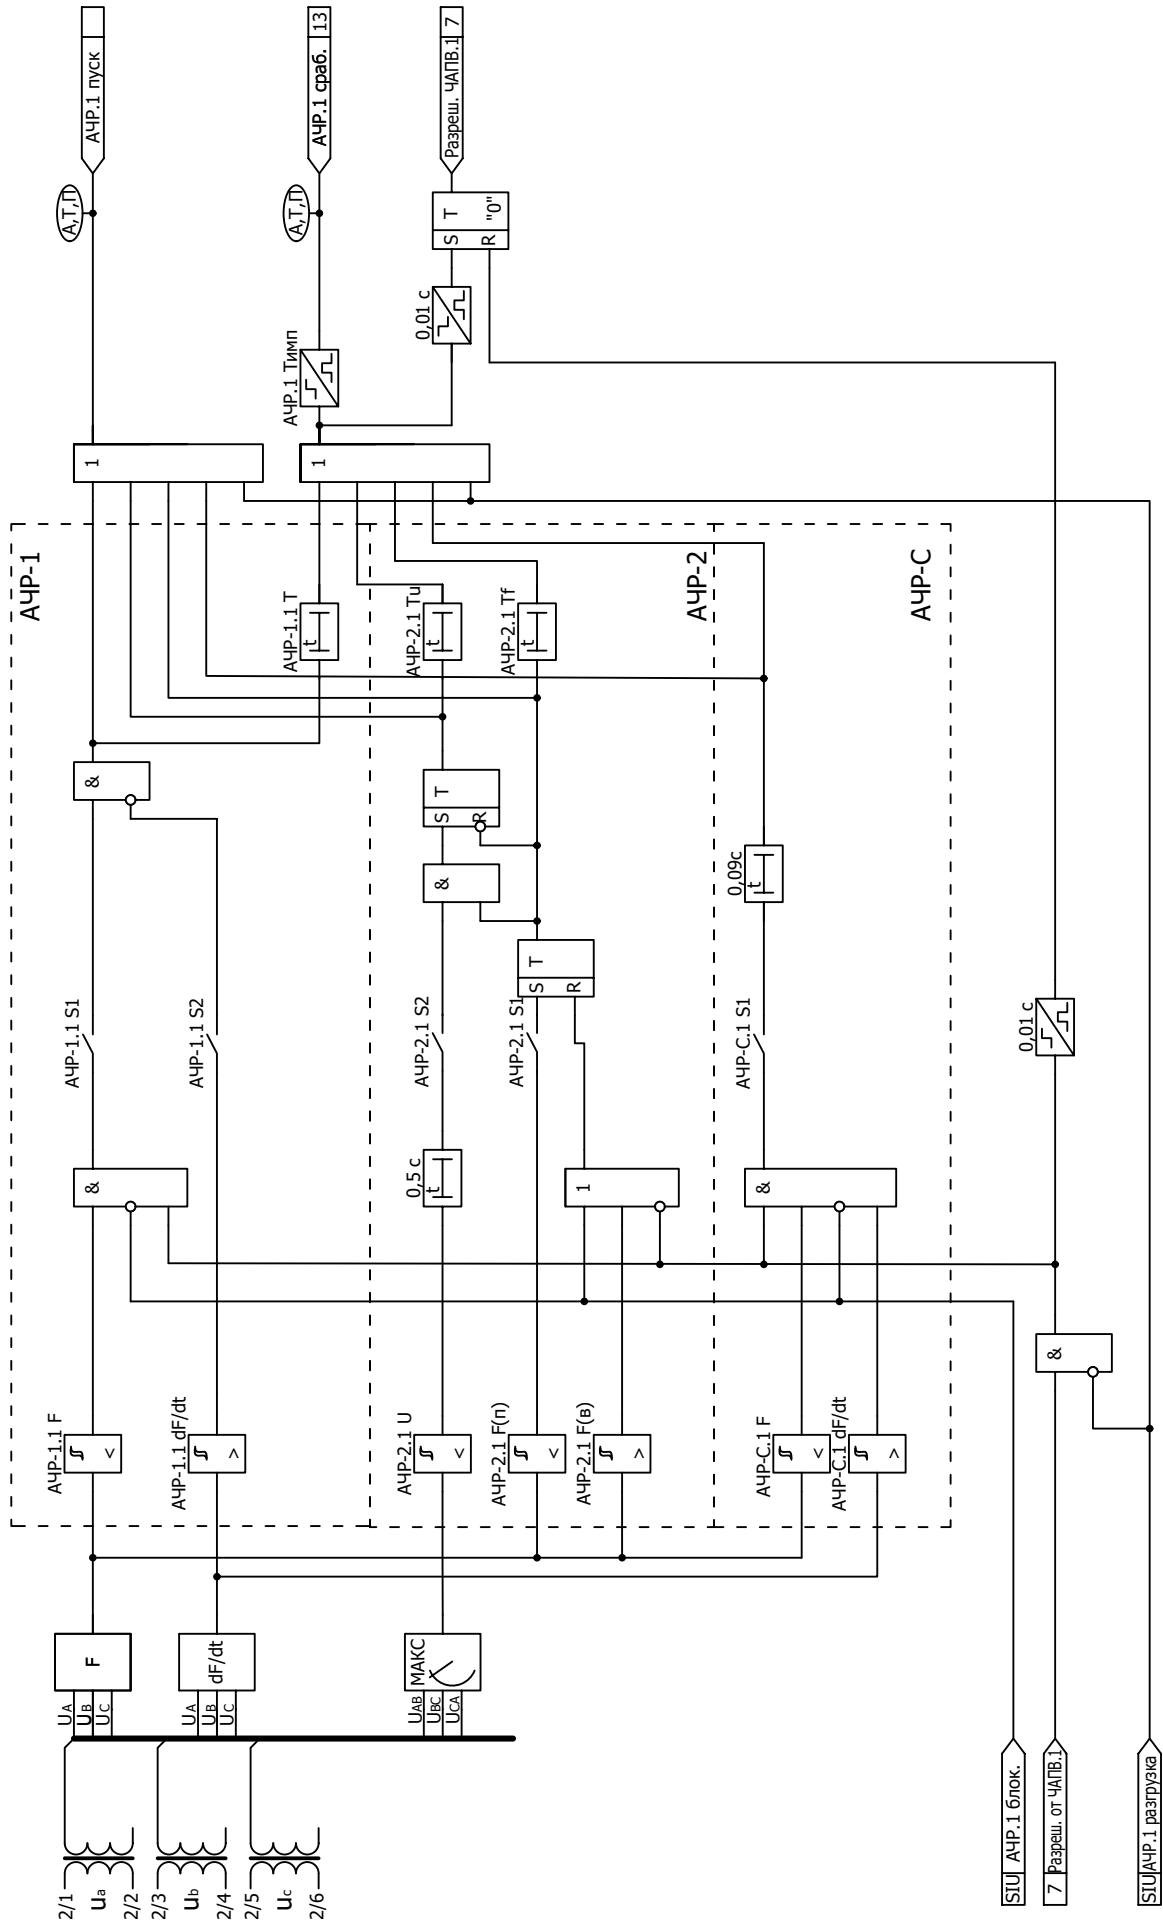 2/1
uа
2/2
2/3
ub
2/4
2/5
uс
2/6
UA
UB
UC
F
UA
UB
UC
dF/dt
UAB
UBC
UCA
МАКС
SIU АЧР.1 блок.
7 Разреш. от ЧАПВ.1
SIU АЧР.1 разгрузка
АЧР-1.1 F
<
АЧР-1.1 dF/dt
>
АЧР-2.1 U
<
АЧР-2.1 F(п)
<
АЧР-2.1 F(в)
>
АЧР-С.1 F
<
АЧР-С.1 dF/dt
>
&
&
0,5 с
t
1
&
АЧР-1.1 S1
АЧР-1.1 S2
АЧР-2.1 S2
АЧР-2.1 S1
АЧР-С.1 S1
0,01 с
S T
R
&
S T
R
0,09с
t
&
АЧР-1.1 Т
t
АЧР-2.1 Тu
t
АЧР-2.1 Тf
t
АЧР-1
АЧР-2
АЧР-С
1
1
АЧР.1 Тимп
0,01 с
S T
R "0"
А,Т,П
А,Т,П
АЧР.1 пуск
АЧР.1 сраб. 13
Разреш. ЧАПВ.1 7